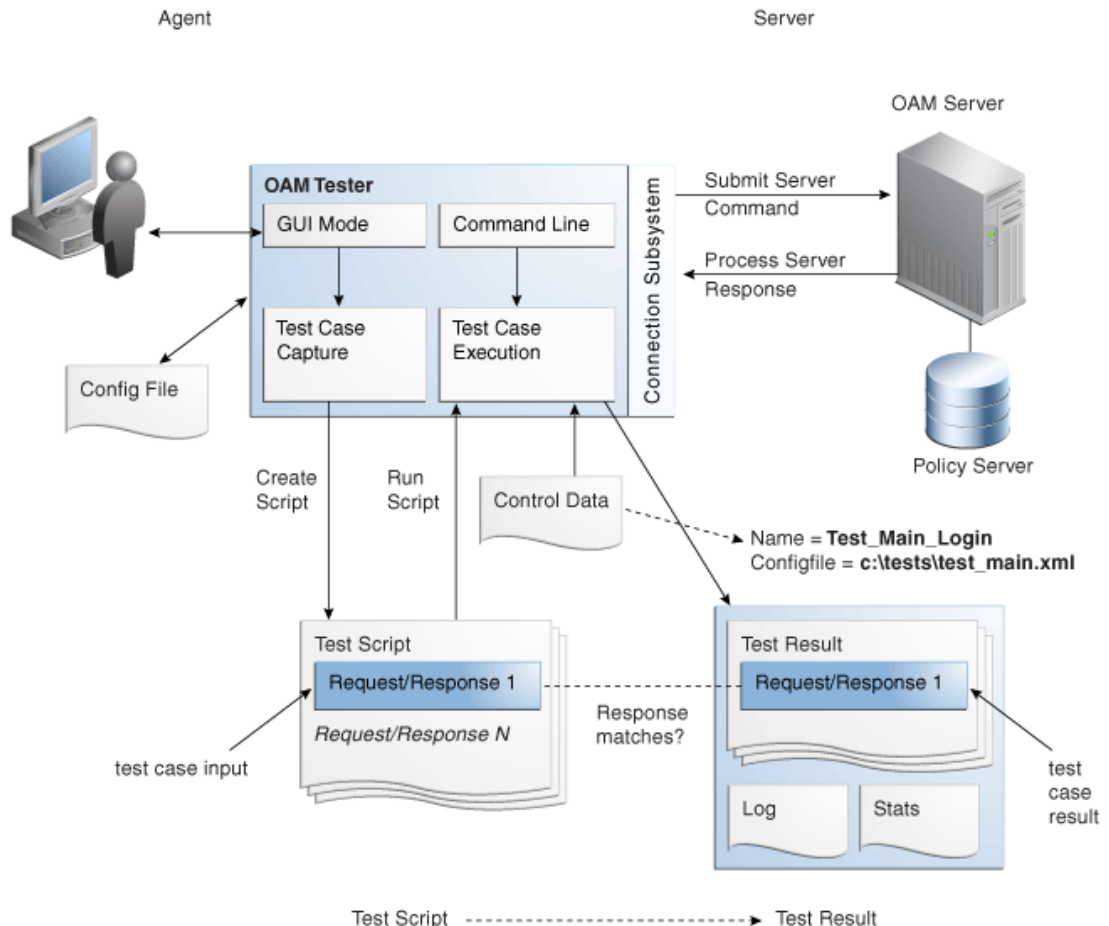 Agent
Server
OAM Server
OAM Tester
GUI Mode
Command Line
Test Case
Capture
Test Case
Execution
Connection Subsystem
Submit Server
Command
Process Server
Response
Config File
Policy Server
Create
Script
Run
Script
Control Data
Name = Test_Main_Login
Configfile = c:\tests\test_main.xml
Test Script
Request/Response 1
Request/Response N
test case input
Response
matches?
Test Result
Request/Response 1
Log
Stats
test
case
result
Test Script
Test Result